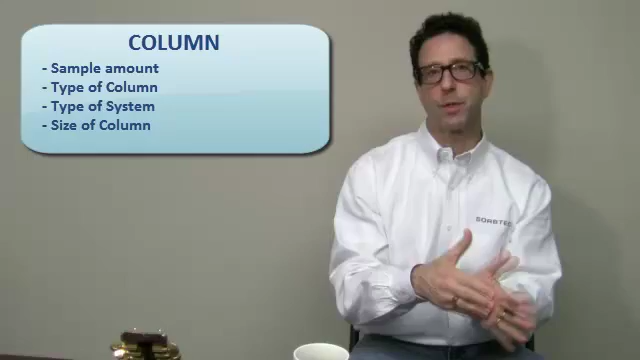 COLUMN
- Sample amount
- Type of Column
- Type of System
- Size of Column
SORBTEC